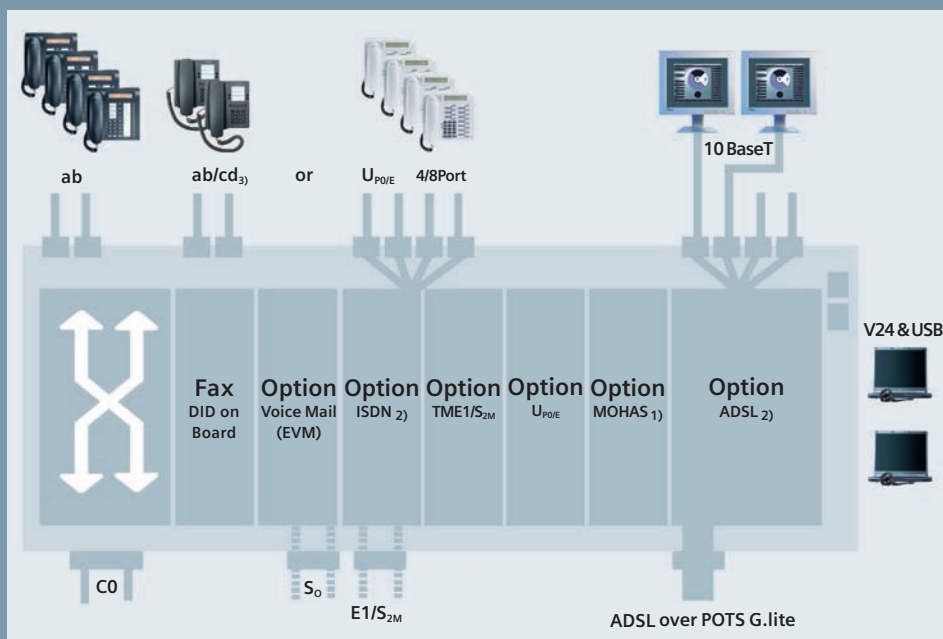 10 BaseT
ab
ab/cd3)
or
UP0/E
4/8Port
V24 & USB
Fax
DID on
Board
Option
Voice Mail
(EVM)
Option
ISDN 2)
Option
TME1/S2M
Option
UP0/E
Option
MOHAS 1)
Option
ADSL 2)
C0
SO
E1/S2M
ADSL over POTS G.lite